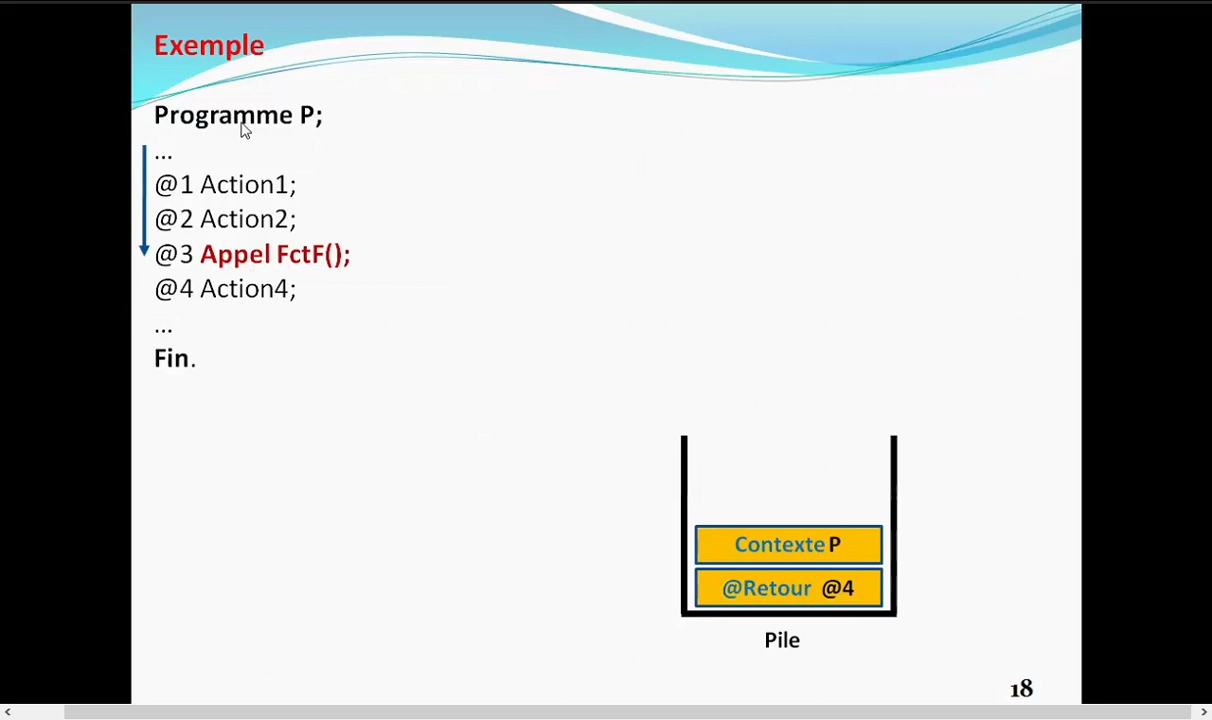 Exemple
Programme P;
...
@1 Action1;
@2 Action2;
@3 Appel FctF();
@4 Action4;
...
Fin.
Contexte P
@Retour @4
Pile
18